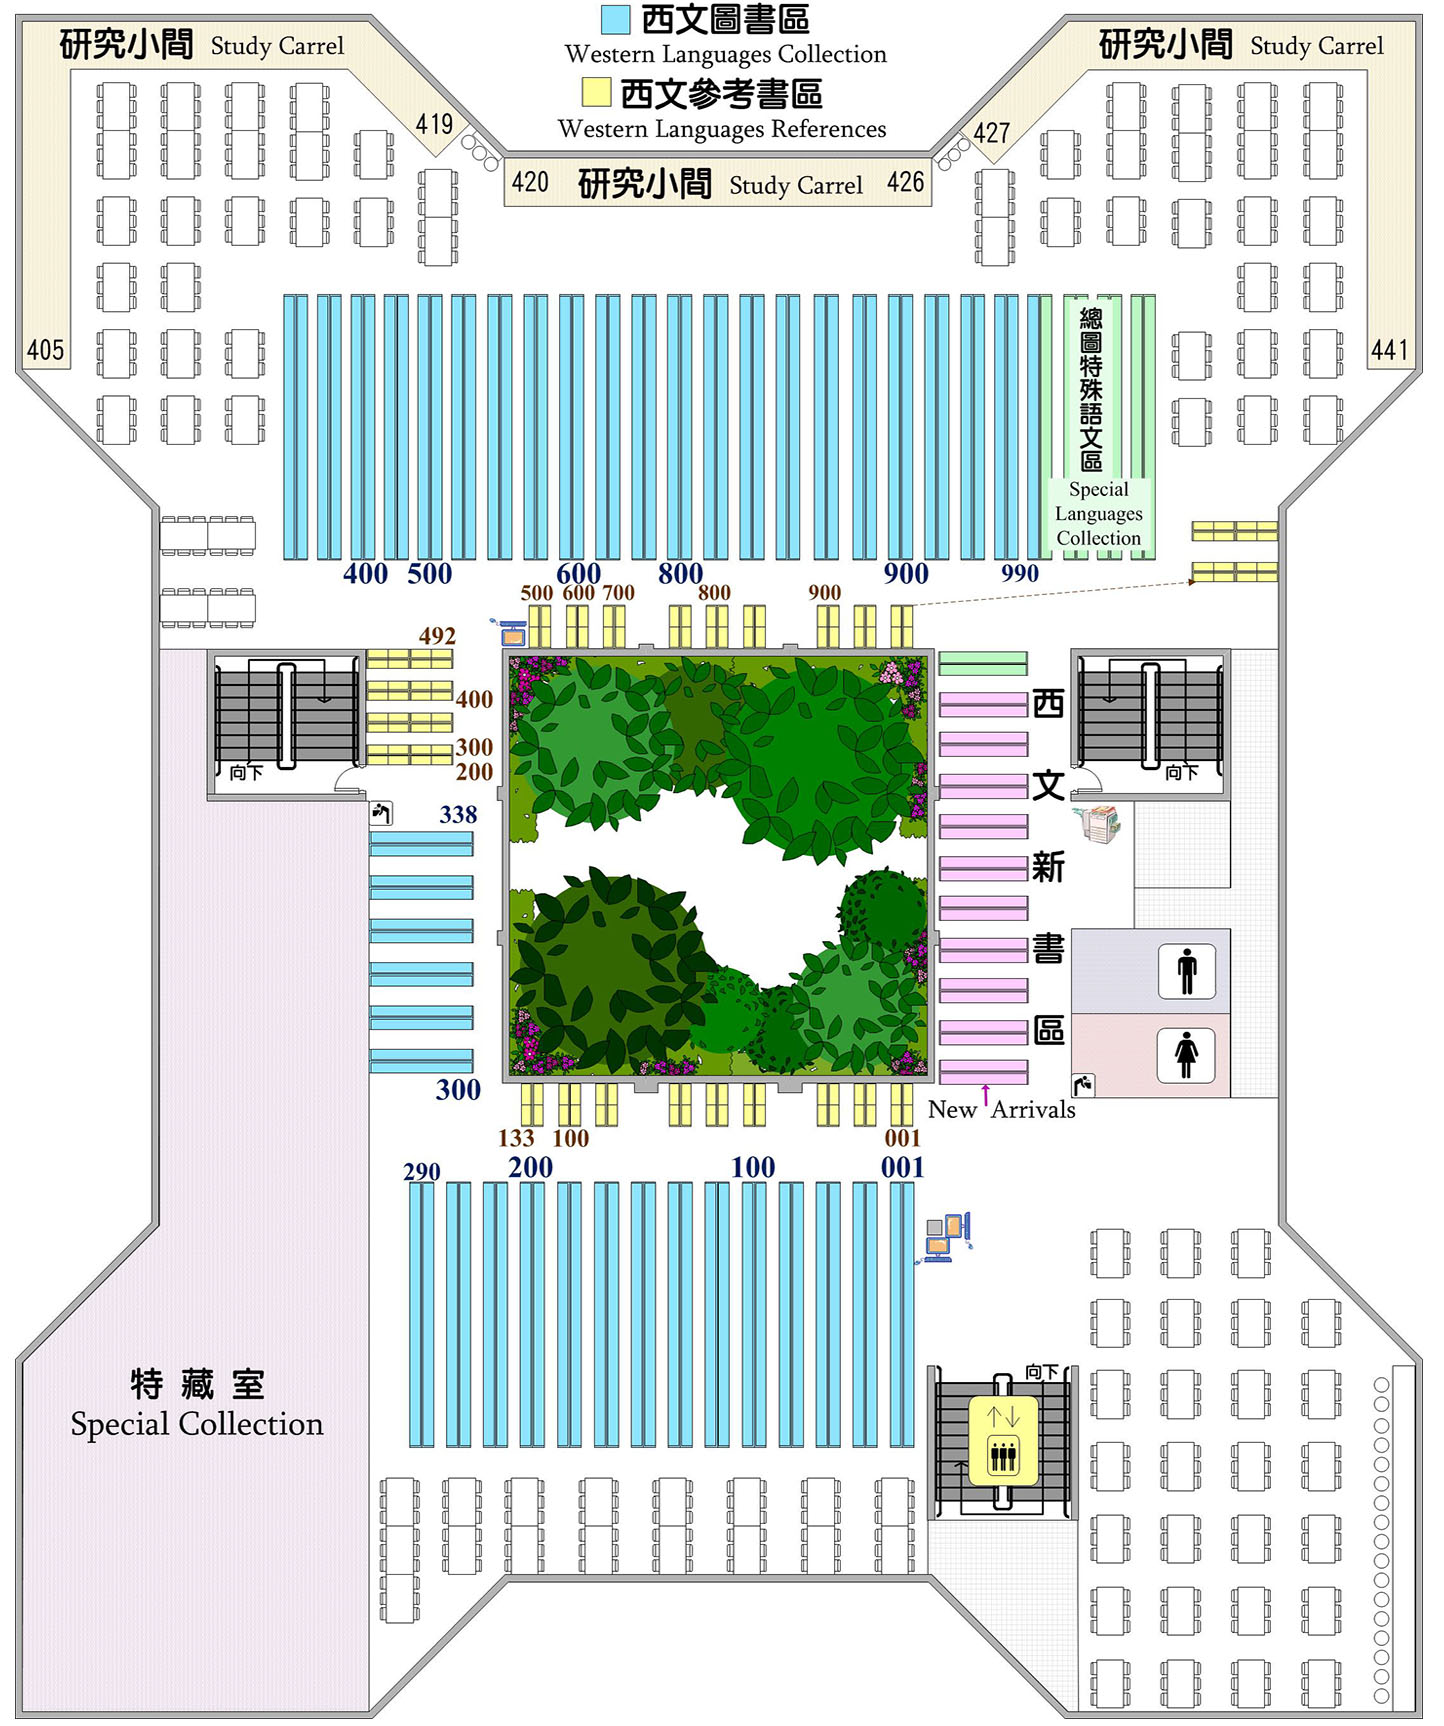 西文圖書區
Western Languages Collection
西文參考書區
Western Languages References
研究小間 Study Carrel
研究小間 Study Carrel
419
427
420 研究小間 Study Carrel 426
405
441
總圖特殊語文區
Special
Languages
Collection
400 500 600 800 900 990
500 600 700 800 900
492
400
300
200
向下
向下
338
300
西文新書區
New Arrivals
133 100 001
290 200 100 001
向下
特藏室
Special Collection